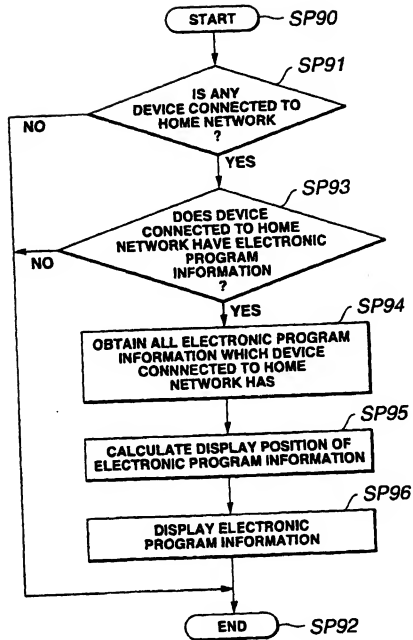 START
SP90
SP91
IS ANY
DEVICE CONNECTED TO
HOME NETWORK
?
NO
YES
SP93
DOES DEVICE
CONNECTED TO HOME
NETWORK HAVE ELECTRONIC
PROGRAM
INFORMATION
?
NO
YES
SP94
OBTAIN ALL ELECTRONIC PROGRAM
INFORMATION WHICH DEVICE
CONNNECTED TO HOME
NETWORK HAS
SP95
CALCULATE DISPLAY POSITION OF
ELECTRONIC PROGRAM INFORMATION
SP96
DISPLAY ELECTRONIC
PROGRAM INFORMATION
END
SP92